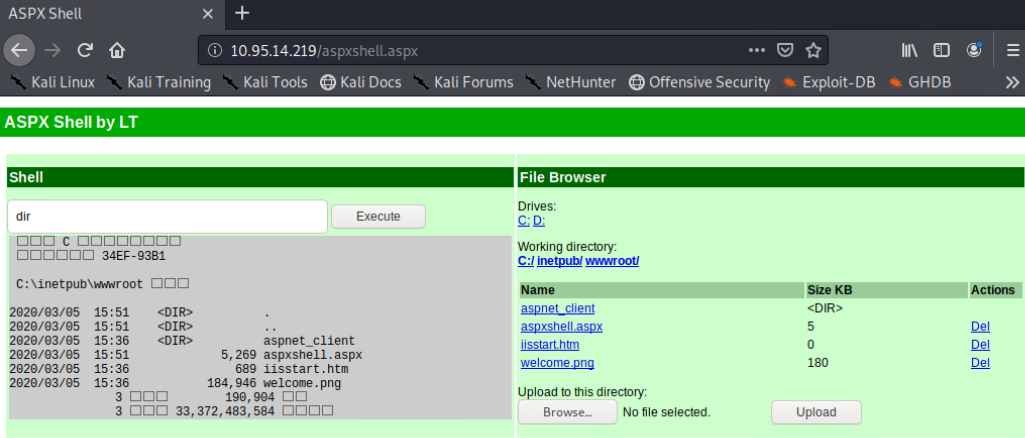 ASPX Shell
10.95.14.219/aspxshell.aspx
Kali Linux Kali Training Kali Tools Kali Docs Kali Forums NetHunter Offensive Security Exploit-DB GHDB
ASPX Shell by LT
Shell
dir
Execute
□□□ C □□□□□□□□
□□□□□□ 34EF-93B1
C:\inetpub\wwwroot □□□
2020/03/05 15:51 <DIR> .
2020/03/05 15:51 <DIR> ..
2020/03/05 15:36 <DIR> aspnet_client
2020/03/05 15:51 5,269 aspxshell.aspx
2020/03/05 15:36 689 iisstart.htm
2020/03/05 15:36 184,946 welcome.png
3 □□□ 190,904 □□
3 □□□ 33,372,483,584 □□□□
File Browser
Drives:
C: D:
Working directory:
C:/ inetpub/ wwwroot/
Name Size KB Actions
aspnet_client <DIR>
aspxshell.aspx 5 Del
iisstart.htm 0 Del
welcome.png 180 Del
Upload to this directory:
Browse... No file selected. Upload